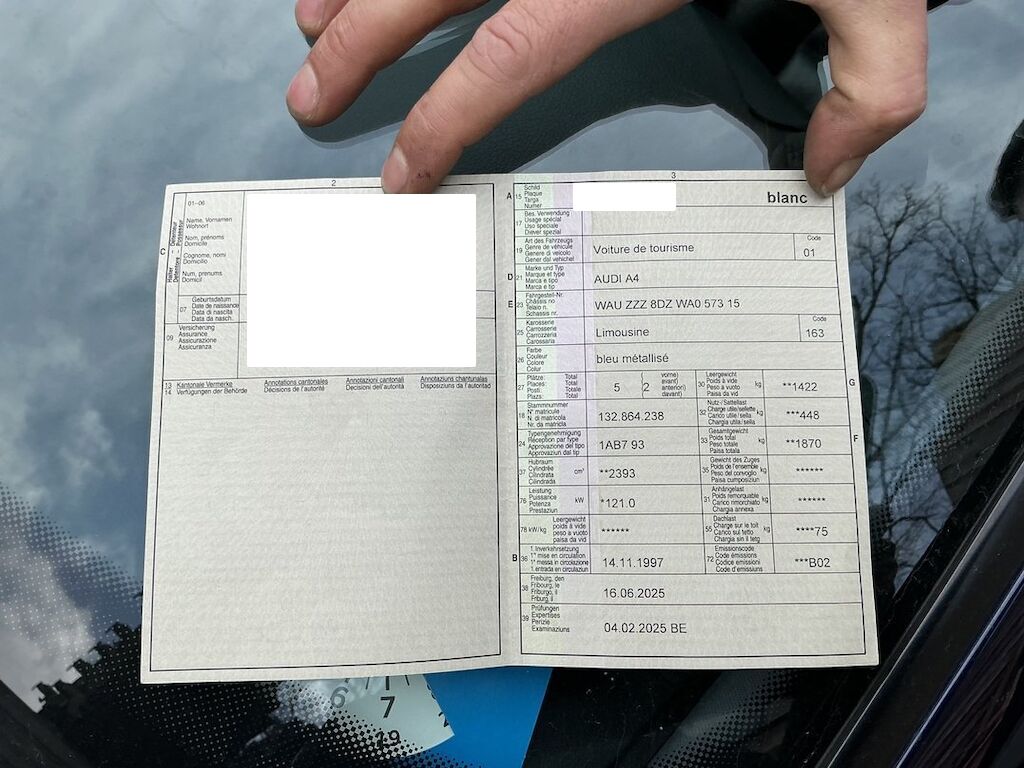 2
01–06
C
Halter Détenteur
Detentore Possessur
Name, Vornamen
Wohnort
Nom, prénoms
Domicile
Cognome, nomi
Domicilio
Num, prenums
Domicil
07
Geburtsdatum
Date de naissance
Data di nascita
Data da nasch.
09
Versicherung
Assurance
Assicurazione
Assicuranza
13
14
Kantonale Vermerke
Verfügungen der Behörde
Annotations cantonales
Décisions de l'autorité
Annotazioni cantonali
Decisioni dell'autorità
Annotaziuns chantunalas
Disposiziuns da l'autoritad
3
A 15
Schild
Plaque
Targa
Numer
blanc
17
Bes. Verwendung
Usage spécial
Uso speciale
Diever spezial
19
Art des Fahrzeugs
Genre de véhicule
Genere di veicolo
Gener dal vehichel
Voiture de tourisme
Code
01
D 21
Marke und Typ
Marque et type
Marca e tipo
Marca e tip
AUDI A4
E 23
Fahrgestell-Nr.
Châssis no
Telaio n.
Schassis nr.
WAU ZZZ 8DZ WA0 573 15
25
Karosserie
Carrosserie
Carrozzeria
Carossaria
Limousine
Code
163
26
Farbe
Couleur
Colore
Colur
bleu métallisé
27
Plätze: Total
Places: Total
Posti: Totale
Plazs: Total
5
(2
vorne)
avant)
anteriori)
davant)
30
Leergewicht
Poids à vide
Peso a vuoto
Paisa da vid
kg
**1422
G
18
Stammnummer
N° matricule
N. di matricola
Nr. da matricla
132.864.238
32
Nutz-/Sattellast
Charge utile/sellette
Carico utile/sella
Chargia utila/sella
kg
***448
24
Typengenehmigung
Réception par type
Approvazione del tipo
Approvaziun dal tip
1AB7 93
33
Gesamtgewicht
Poids total
Peso totale
Paisa totala
kg
**1870
F
37
Hubraum
Cylindrée
Cilindrata
Cilindrada
cm³
**2393
35
Gewicht des Zuges
Poids de l'ensemble
Peso del convoglio
Paisa cumposiziun
kg
******
76
Leistung
Puissance
Potenza
Prestaziun
kW
*121.0
31
Anhängelast
Poids remorquable
Carico rimorchiato
Chargia annexa
kg
******
78 kW/kg
Leergewicht
poids à vide
peso a vuoto
paisa da vid
******
55
Dachlast
Charge sur le toit
Carico sul tetto
Chargia sin il tetg
kg
****75
B 36
1. Inverkehrsetzung
1re mise en circulation
1a messa in circolazione
1. entrada en circulaziun
14.11.1997
72
Emissionscode
Code émissions
Codice emissioni
Code d'emissiuns
***B02
38
Freiburg, den
Fribourg, le
Friburgo, il
Friburg, il
16.06.2025
39
Prüfungen
Expertises
Perizie
Examinaziuns
04.02.2025 BE
6
7
19